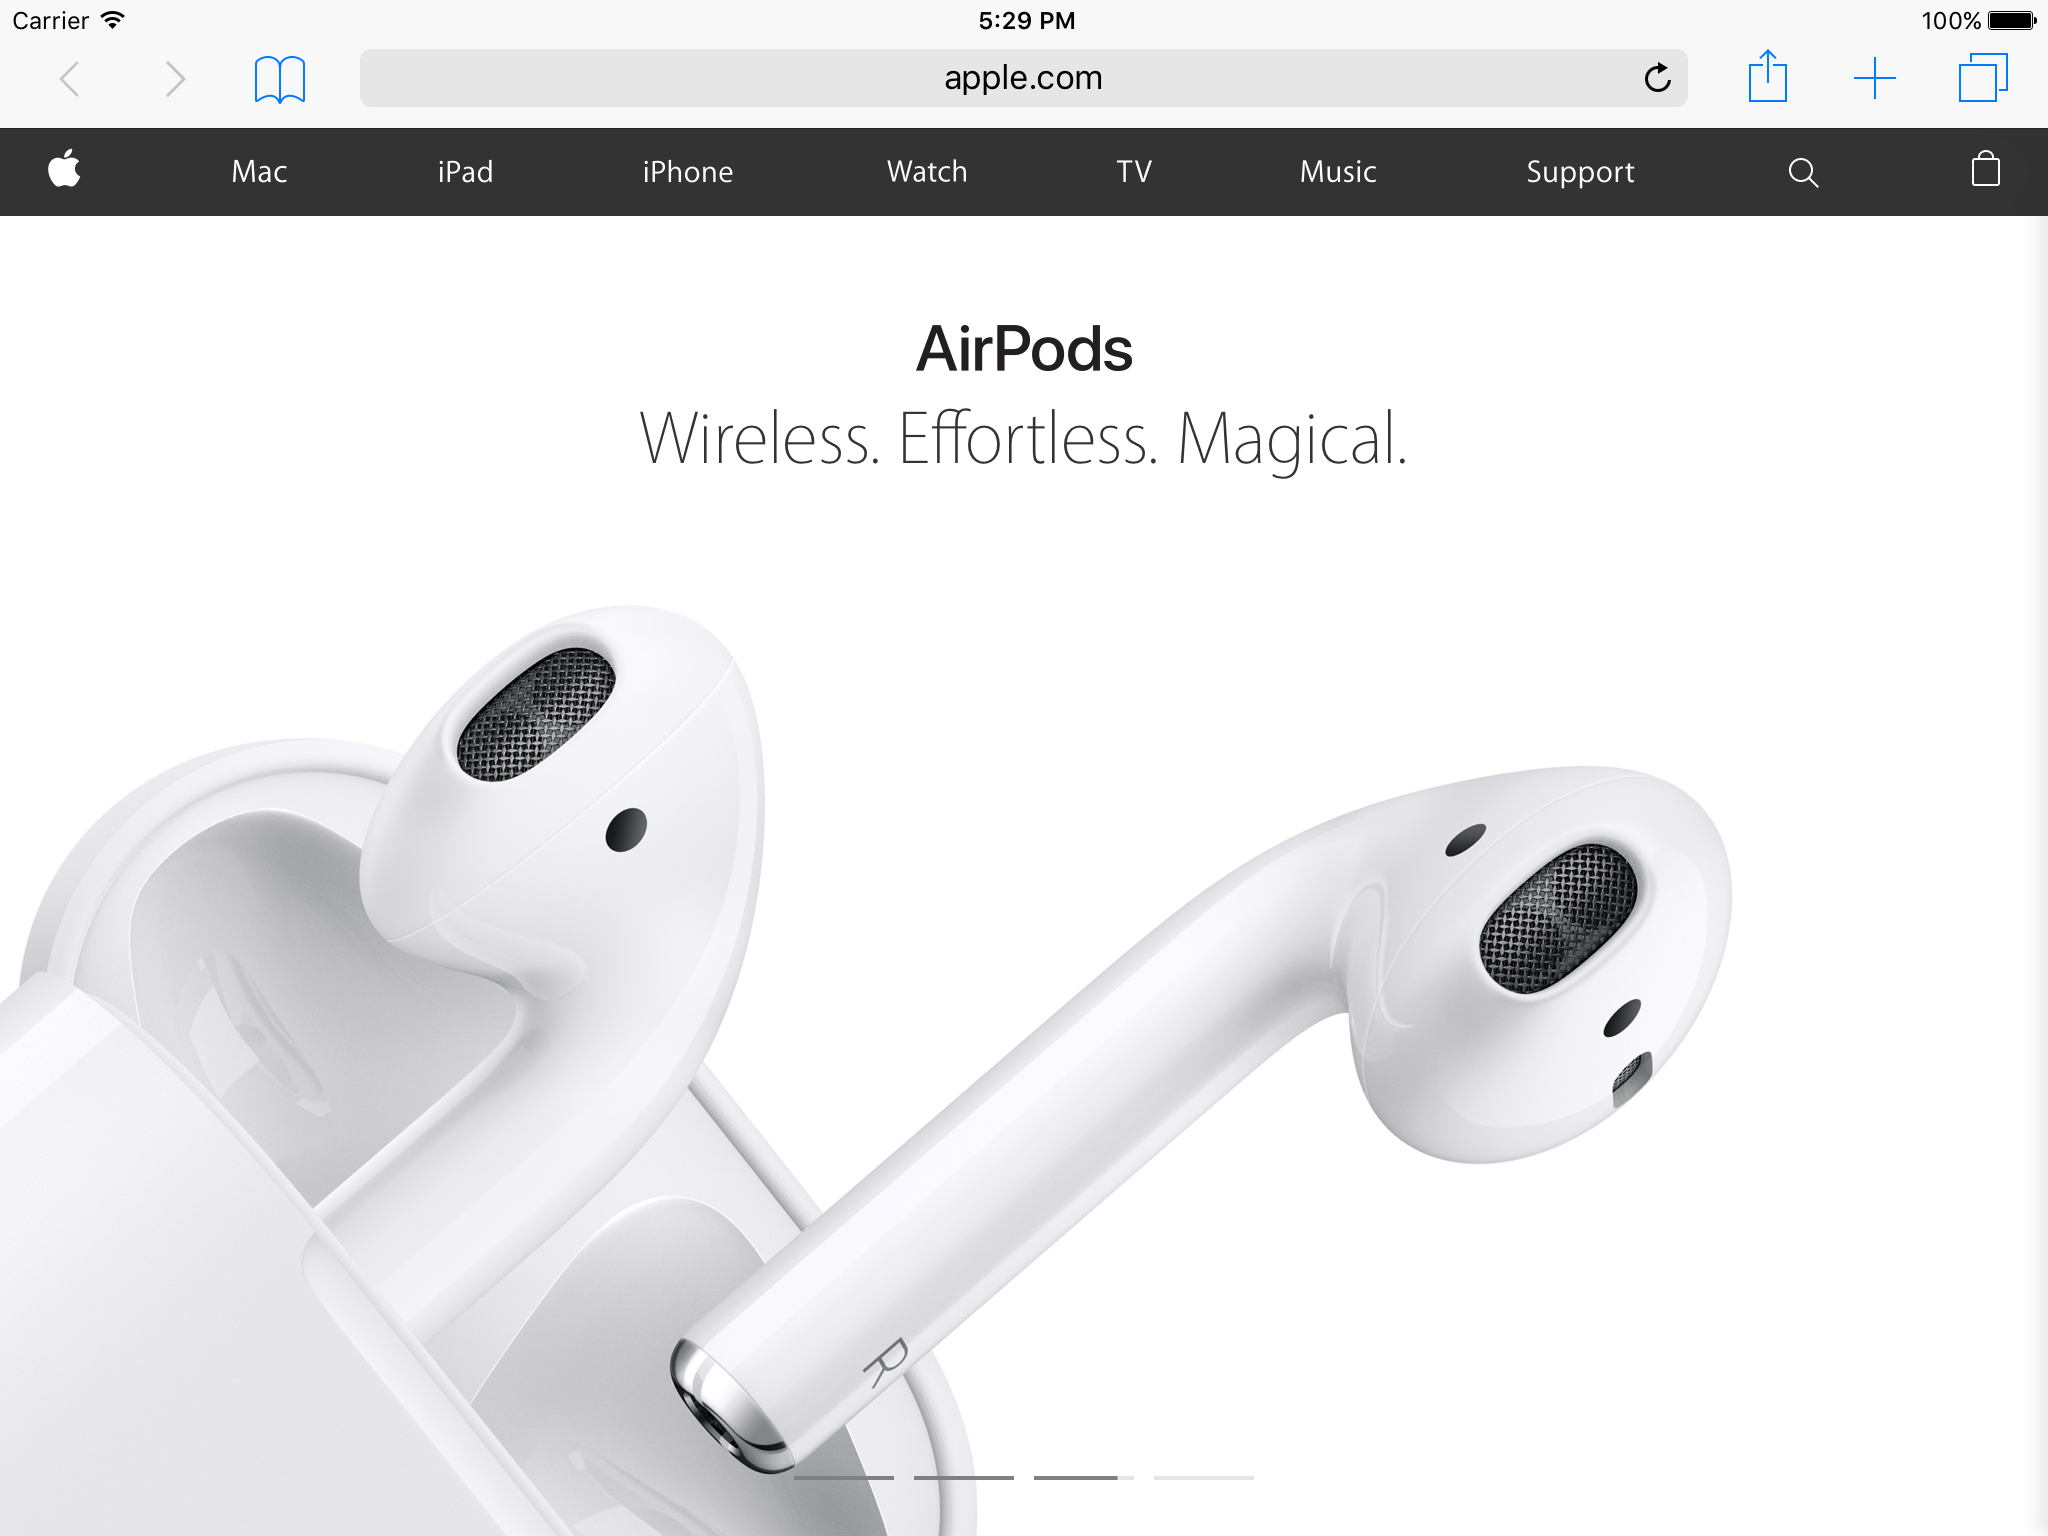 Carrier 5:29 PM 100%
apple.com
Mac iPad iPhone Watch TV Music Support
AirPods
Wireless. Effortless. Magical.
R